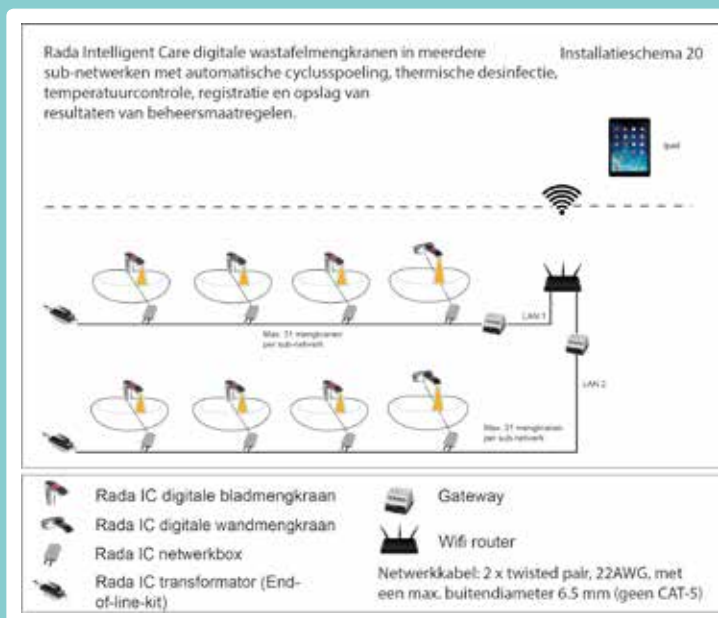 Rada Intelligent Care digitale wastafelmengkranen in meerdere
sub-netwerken met automatische cyclusspoeling, thermische desinfectie,
temperatuurcontrole, registratie en opslag van
resultaten van beheersmaatregelen.
Installatieschema 20
Ipad
LAN 1
Max. 31 mengkranen
per sub-netwerk
LAN 2
Max. 31 mengkranen
per sub-netwerk
Rada IC digitale bladmengkraan
Rada IC digitale wandmengkraan
Rada IC netwerkbox
Rada IC transformator (End-
of-line-kit)
Gateway
Wifi router
Netwerkkabel: 2 x twisted pair, 22AWG, met
een max. buitendiameter 6.5 mm (geen CAT-5)